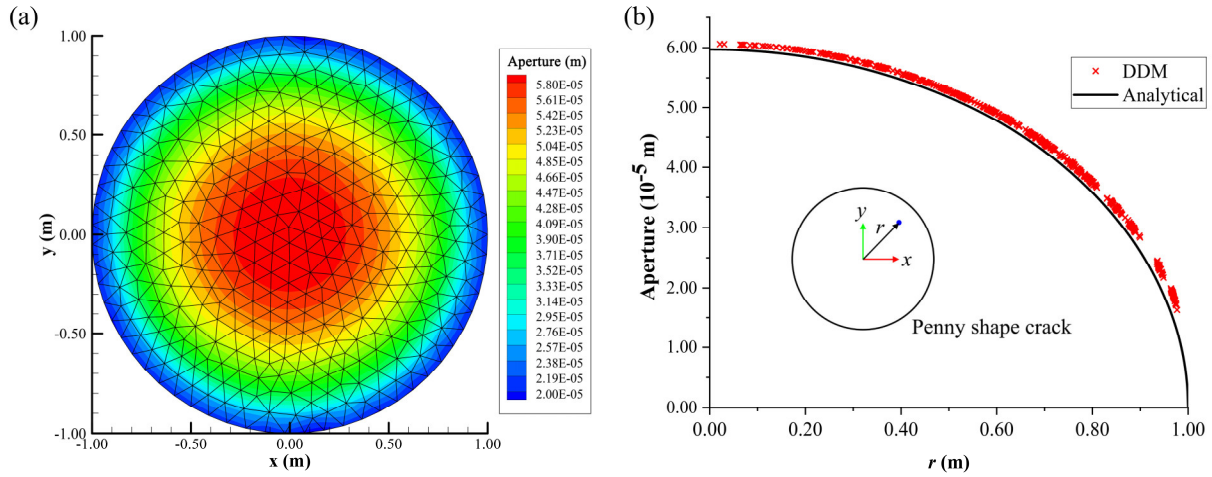 (a)
1.00
0.50
0.00
-0.50
-1.00
y (m)
-1.00
-0.50
0.00
0.50
1.00
x (m)
Aperture (m)
5.80E-05
5.61E-05
5.42E-05
5.23E-05
5.04E-05
4.85E-05
4.66E-05
4.47E-05
4.28E-05
4.09E-05
3.90E-05
3.71E-05
3.52E-05
3.33E-05
3.14E-05
2.95E-05
2.76E-05
2.57E-05
2.38E-05
2.19E-05
2.00E-05
(b)
6.00
5.00
4.00
3.00
2.00
1.00
0.00
Aperture (10⁻⁵ m)
DDM
Analytical
y
r
x
Penny shape crack
0.00
0.20
0.40
0.60
0.80
1.00
r (m)